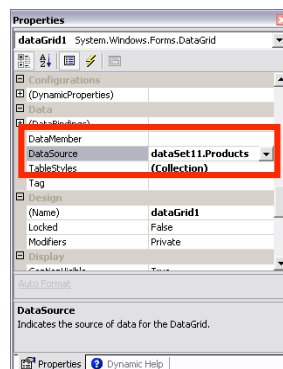 Properties
dataGrid1 System.Windows.Forms.DataGrid
Configurations
(DynamicProperties)
Data
(DataBindings)
DataMember
DataSource dataSet11.Products
TableStyles (Collection)
Tag
Design
(Name) dataGrid1
Locked False
Modifiers Private
Display
CaptionVisible True
Auto Format
DataSource
Indicates the source of data for the DataGrid.
Properties Dynamic Help